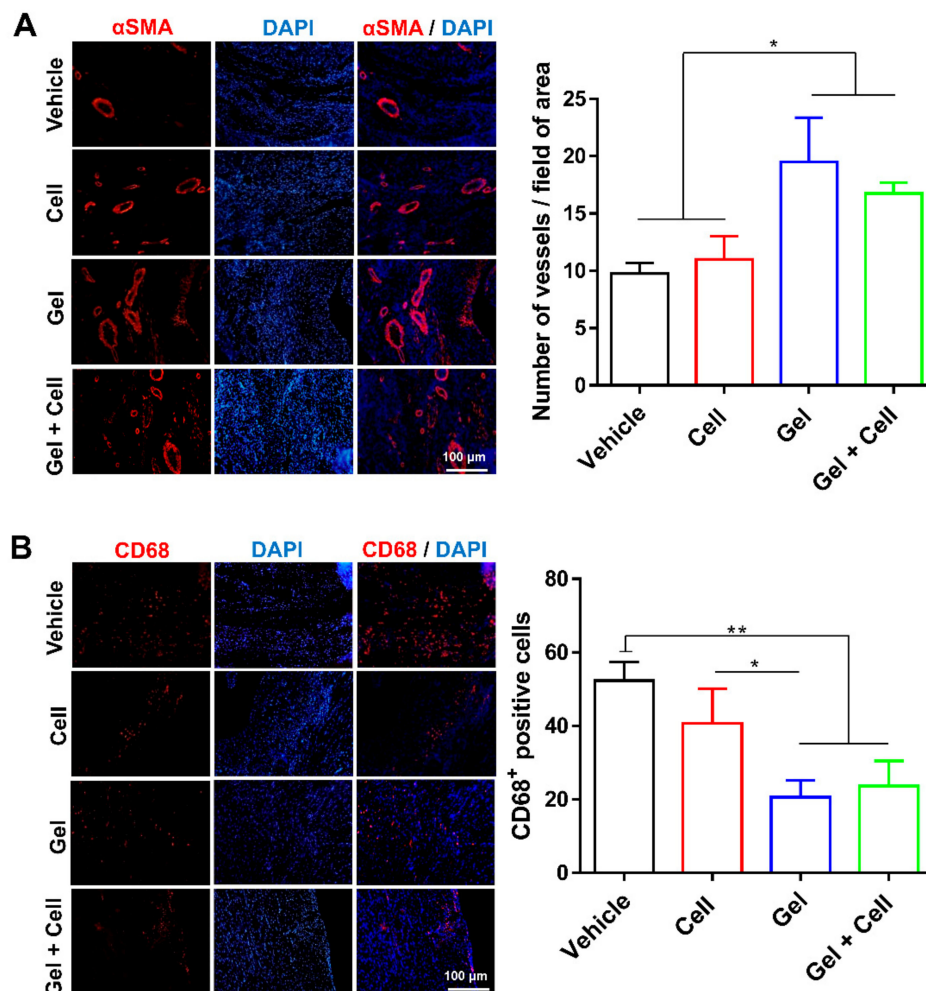 A
αSMA
DAPI
αSMA / DAPI
Vehicle
Cell
Gel
Gel + Cell
100 µm
Number of vessels / field of area
25
20
15
10
5
0
*
Vehicle
Cell
Gel
Gel + Cell
B
CD68
DAPI
CD68 / DAPI
Vehicle
Cell
Gel
Gel + Cell
100 µm
CD68⁺ positive cells
80
60
40
20
0
**
*
Vehicle
Cell
Gel
Gel + Cell